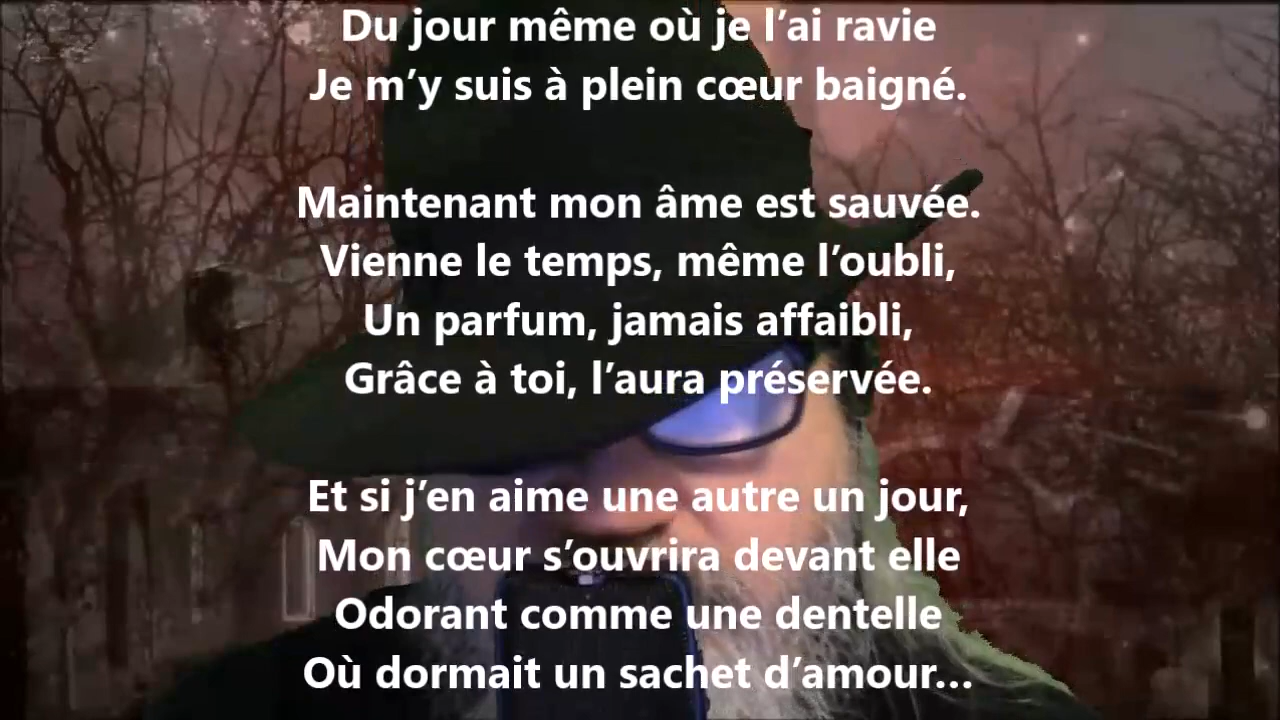 Du jour même où je l’ai ravie
Je m’y suis à plein cœur baigné.
Maintenant mon âme est sauvée.
Vienne le temps, même l’oubli,
Un parfum, jamais affaibli,
Grâce à toi, l’aura préservée.
Et si j’en aime une autre un jour,
Mon cœur s’ouvrira devant elle
Odorant comme une dentelle
Où dormait un sachet d’amour...